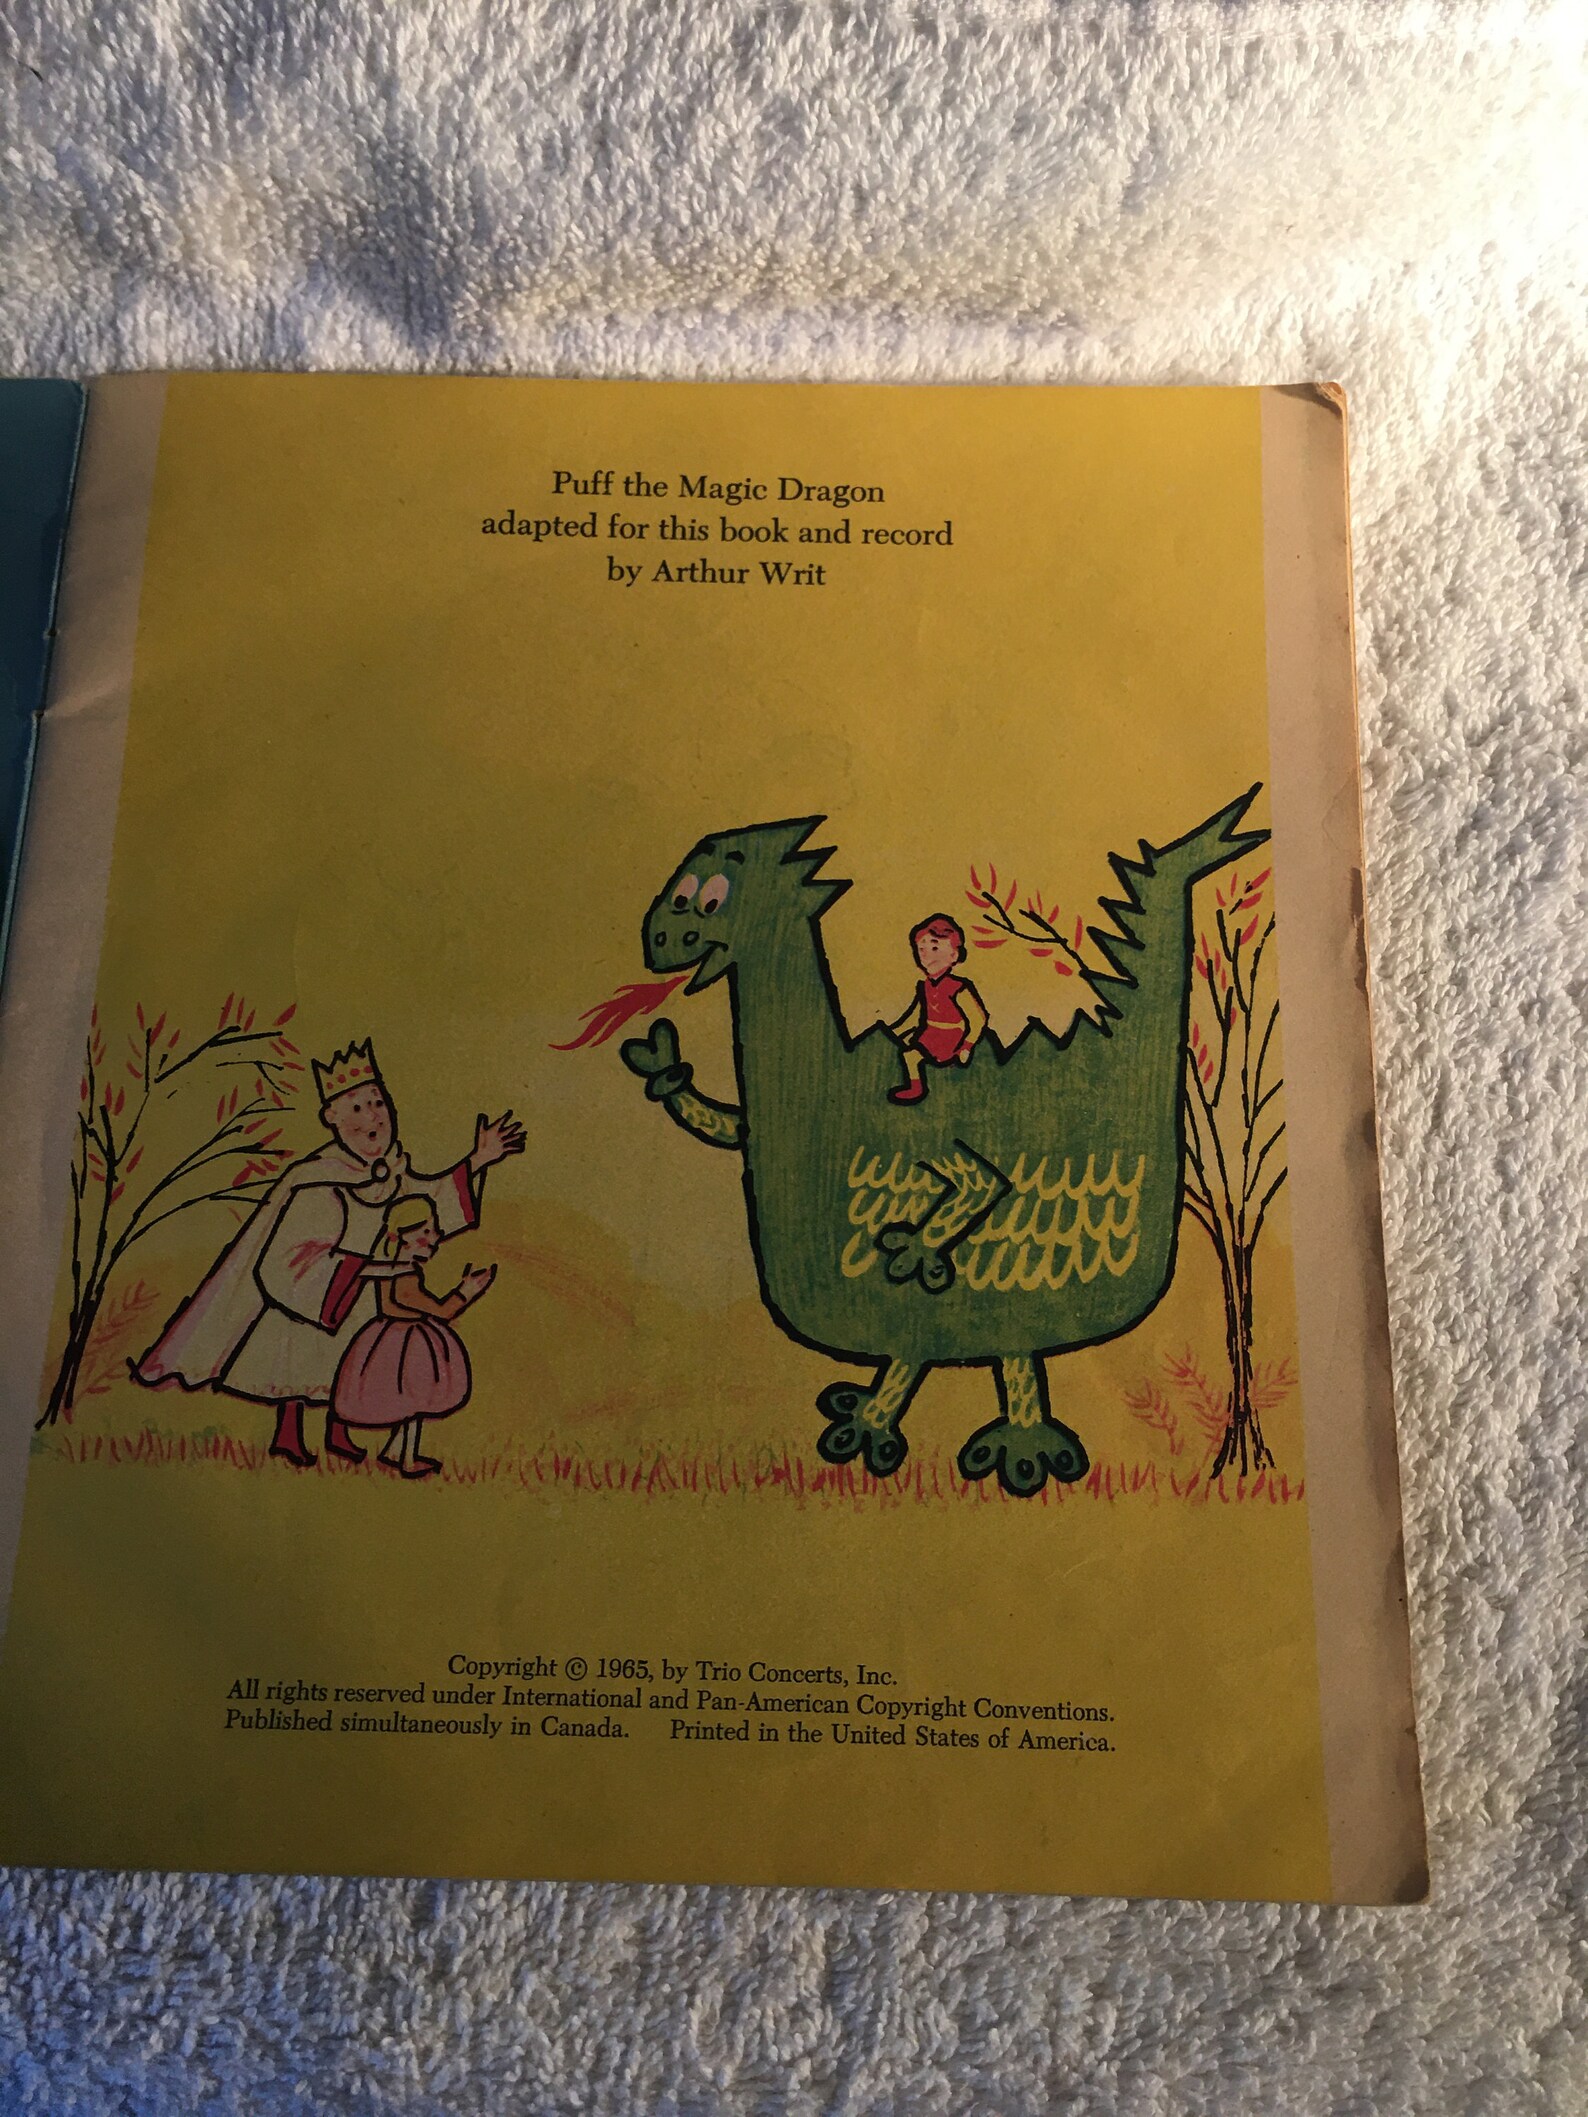 Puff the Magic Dragon
adapted for this book and record
by Arthur Writ
Copyright © 1965, by Trio Concerts, Inc.
All rights reserved under International and Pan-American Copyright Conventions.
Published simultaneously in Canada. Printed in the United States of America.